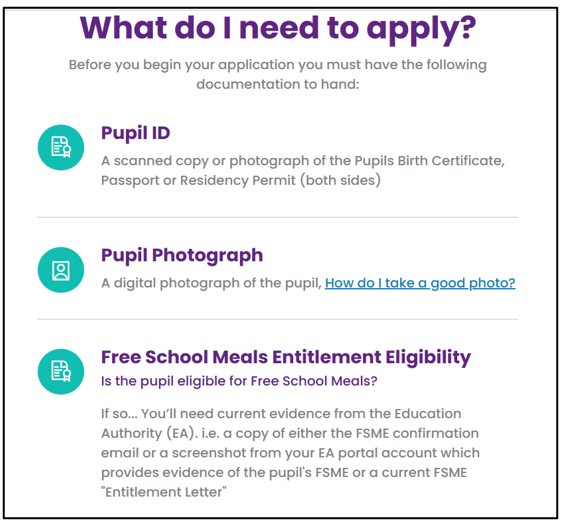 What do I need to apply?
Before you begin your application you must have the following
documentation to hand:
Pupil ID
A scanned copy or photograph of the Pupils Birth Certificate,
Passport or Residency Permit (both sides)
Pupil Photograph
A digital photograph of the pupil, How do I take a good photo?
Free School Meals Entitlement Eligibility
Is the pupil eligible for Free School Meals?
If so... You'll need current evidence from the Education
Authority (EA). i.e. a copy of either the FSME confirmation
email or a screenshot from your EA portal account which
provides evidence of the pupil's FSME or a current FSME
"Entitlement Letter"